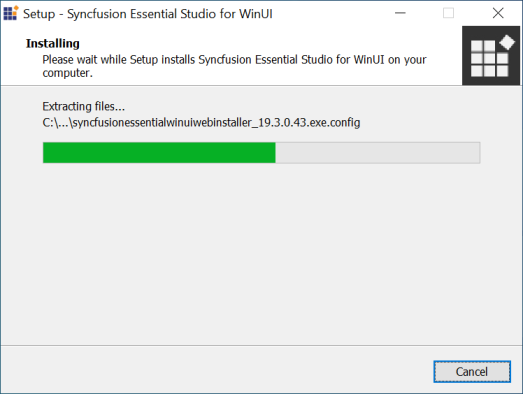 Setup - Syncfusion Essential Studio for WinUI
Installing
Please wait while Setup installs Syncfusion Essential Studio for WinUI on your
computer.
Extracting files...
C:\...\syncfusionessentialwinuiwebinstaller_19.3.0.43.exe.config
Cancel